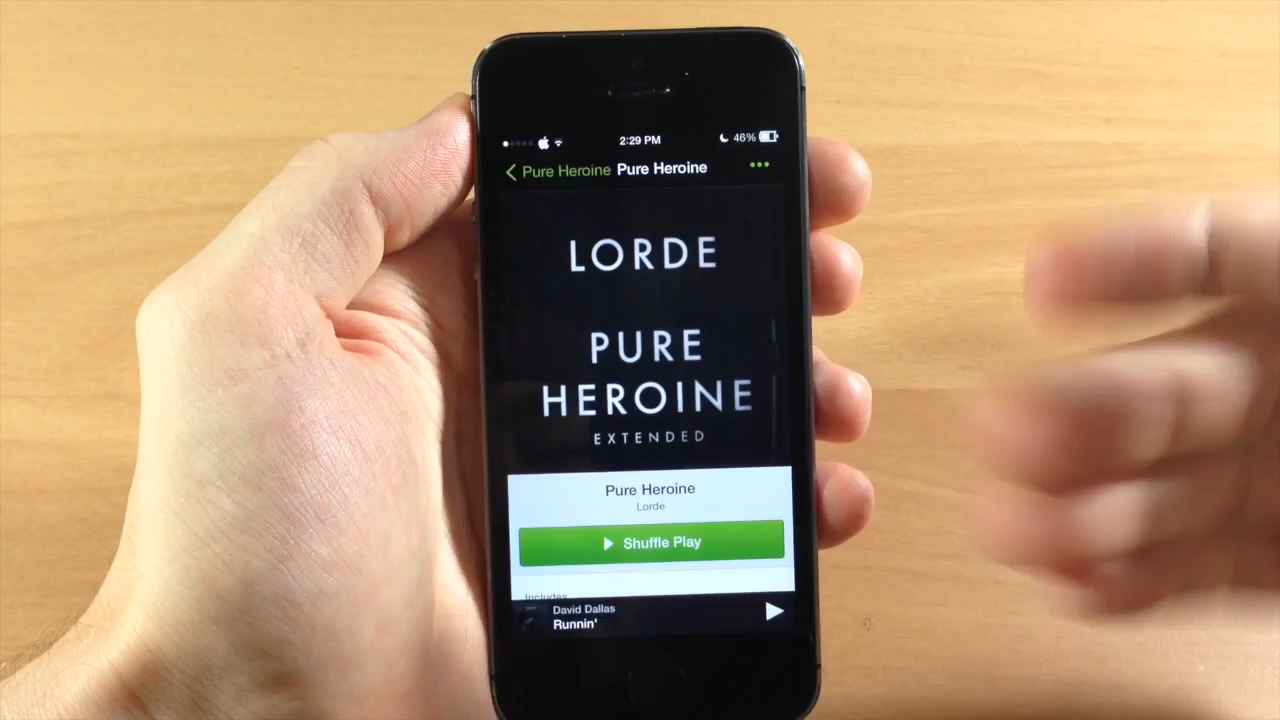 2:29 PM 46%
Pure Heroine Pure Heroine
LORDE
PURE
HEROINE
EXTENDED
Pure Heroine
Lorde
Shuffle Play
Includes
David Dallas
Runnin'